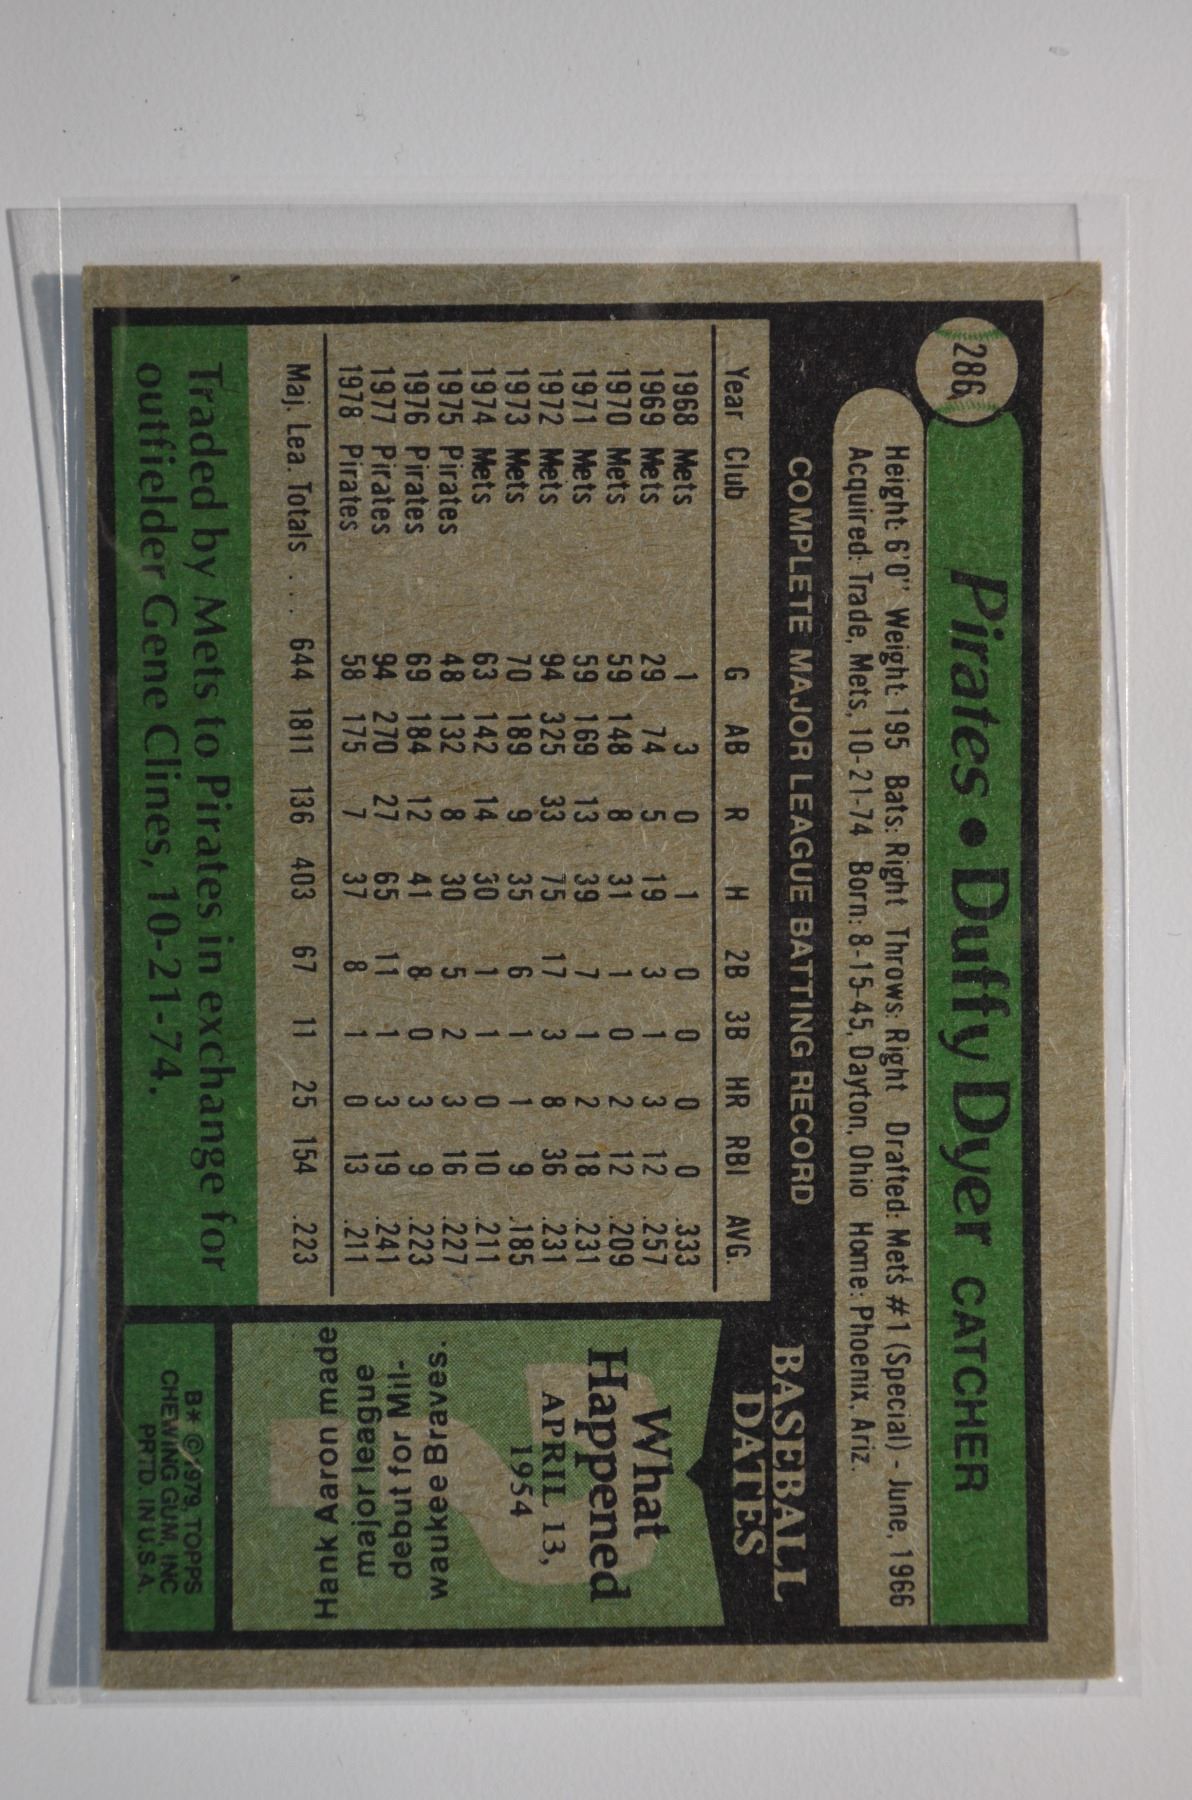 286
Pirates • Duffy Dyer CATCHER
Height: 6'0" Weight: 195 Bats: Right Throws: Right Drafted: Mets #1 (Special) - June, 1966
Acquired: Trade, Mets, 10-21-74 Born: 8-15-45, Dayton, Ohio Home: Phoenix, Ariz.
COMPLETE MAJOR LEAGUE BATTING RECORD
Year Club G AB R H 2B 3B HR RBI AVG.
1968 Mets 1 3 0 1 0 0 0 0 .333
1969 Mets 29 74 5 19 3 1 3 12 .257
1970 Mets 59 148 8 31 1 0 2 12 .209
1971 Mets 59 169 13 39 7 1 2 18 .231
1972 Mets 94 325 33 75 17 3 8 36 .231
1973 Mets 70 189 9 35 6 1 1 9 .185
1974 Mets 63 142 14 30 1 1 0 10 .211
1975 Pirates 48 132 8 30 5 2 3 16 .227
1976 Pirates 69 184 12 41 8 0 3 9 .223
1977 Pirates 94 270 27 65 11 1 3 19 .241
1978 Pirates 58 175 7 37 8 1 0 13 .211
Maj. Lea. Totals . . . 644 1811 136 403 67 11 25 154 .223
Traded by Mets to Pirates in exchange for
outfielder Gene Clines, 10-21-74.
BASEBALL
DATES
What
Happened
APRIL 13,
1954
Hank Aaron made
major league
debut for Mil-
waukee Braves.
B* © 1979 TOPPS
CHEWING GUM, INC
PRTD. IN U.S.A.